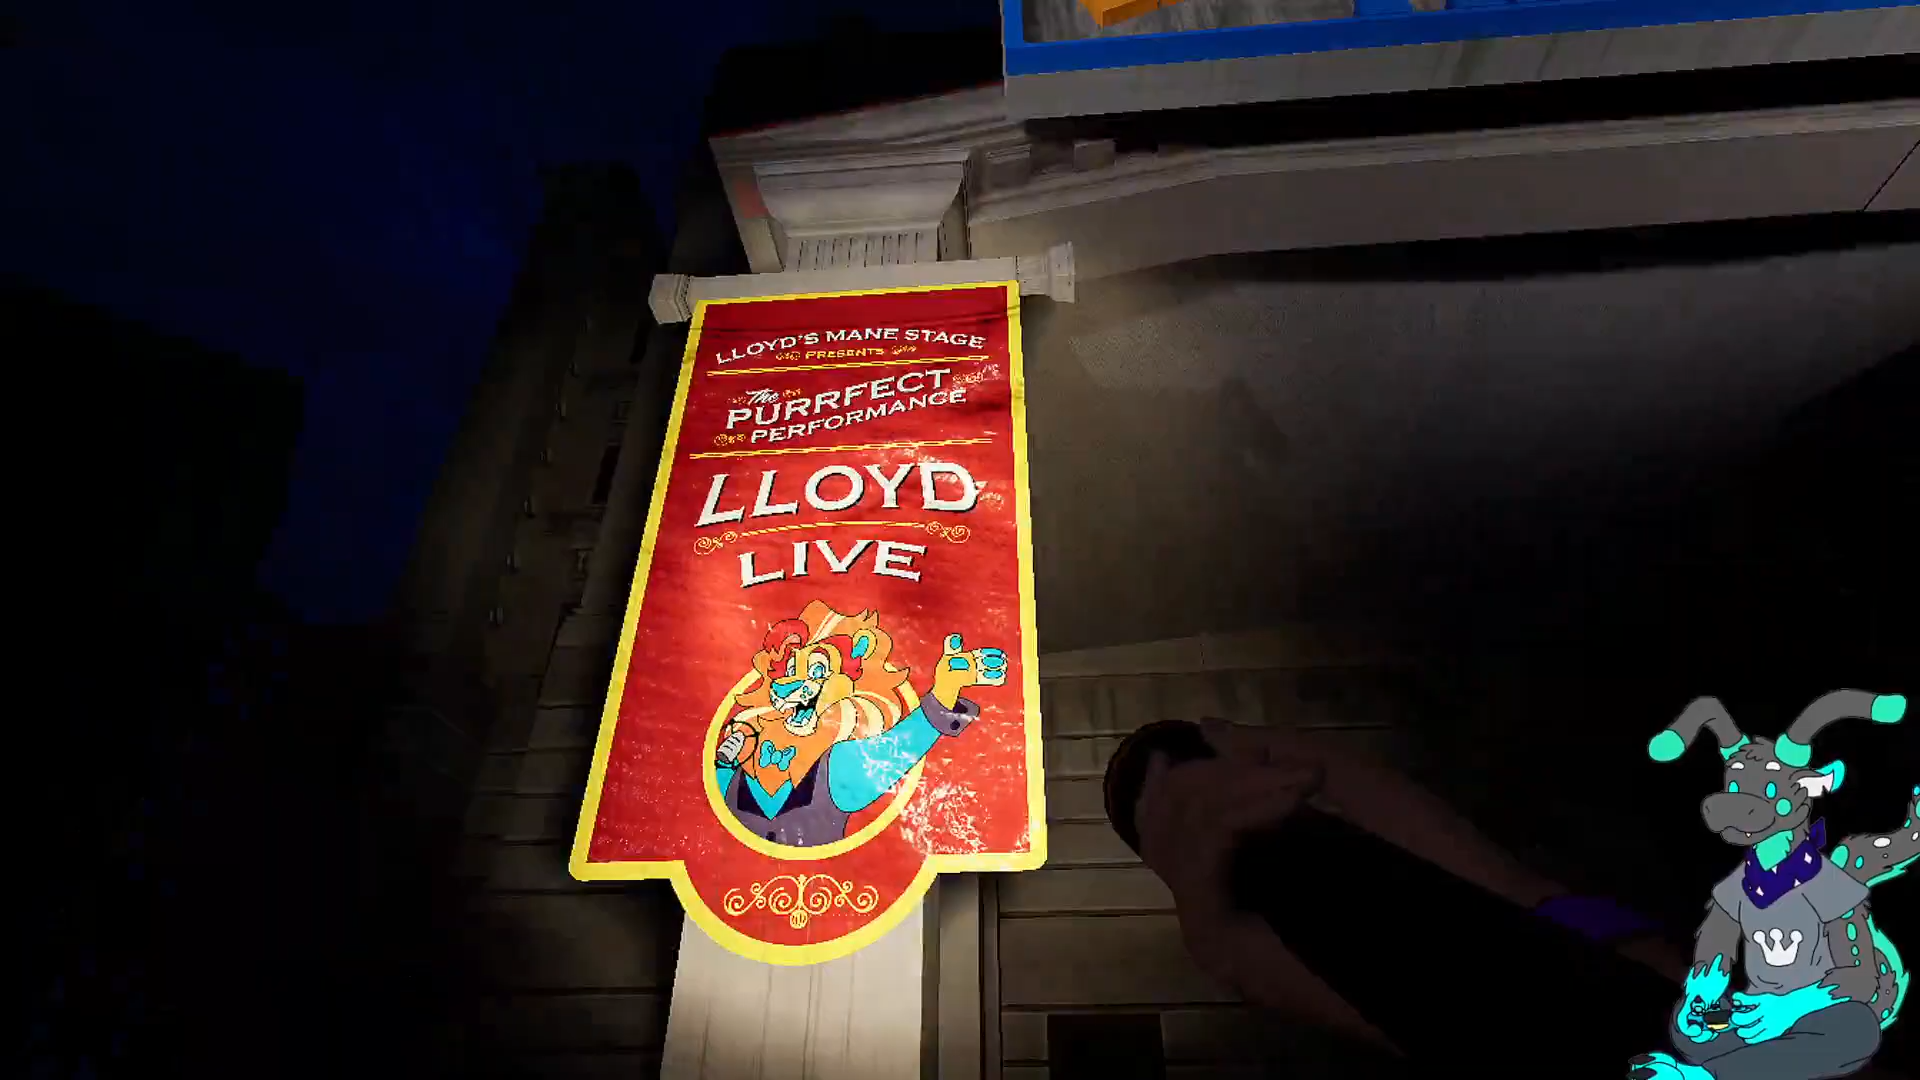 LLOYD'S MANE STAGE
PRESENTS
The
PURRFECT
PERFORMANCE
LLOYD
LIVE